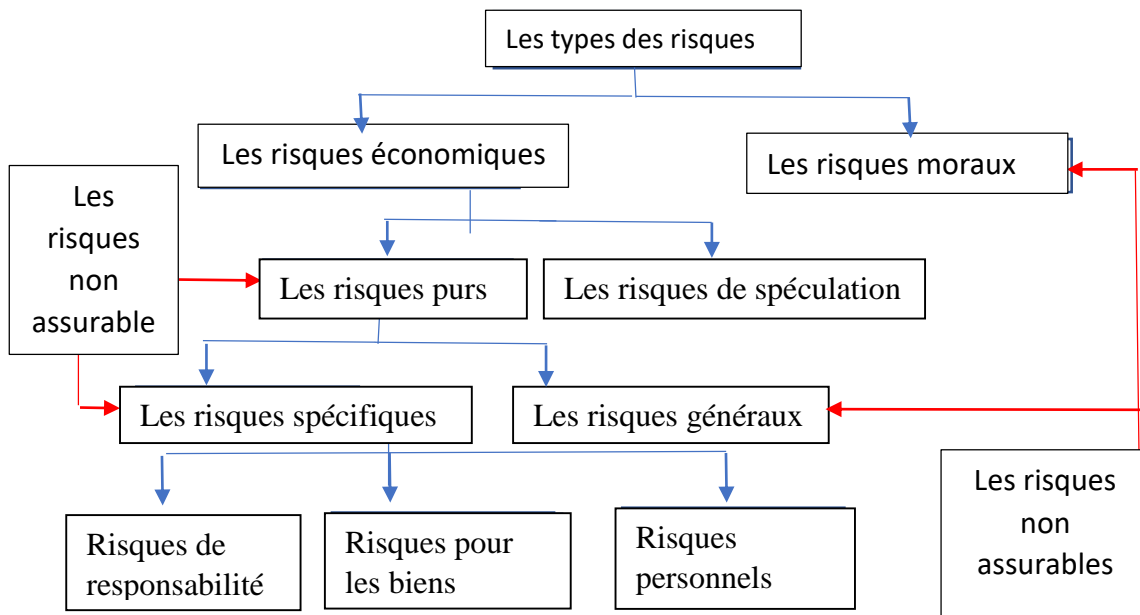 Les types des risques
Les risques économiques
Les risques moraux
Les
risques
non
assurable
Les risques purs
Les risques de spéculation
Les risques spécifiques
Les risques généraux
Les risques
non
assurables
Risques de
responsabilité
Risques pour
les biens
Risques
personnels